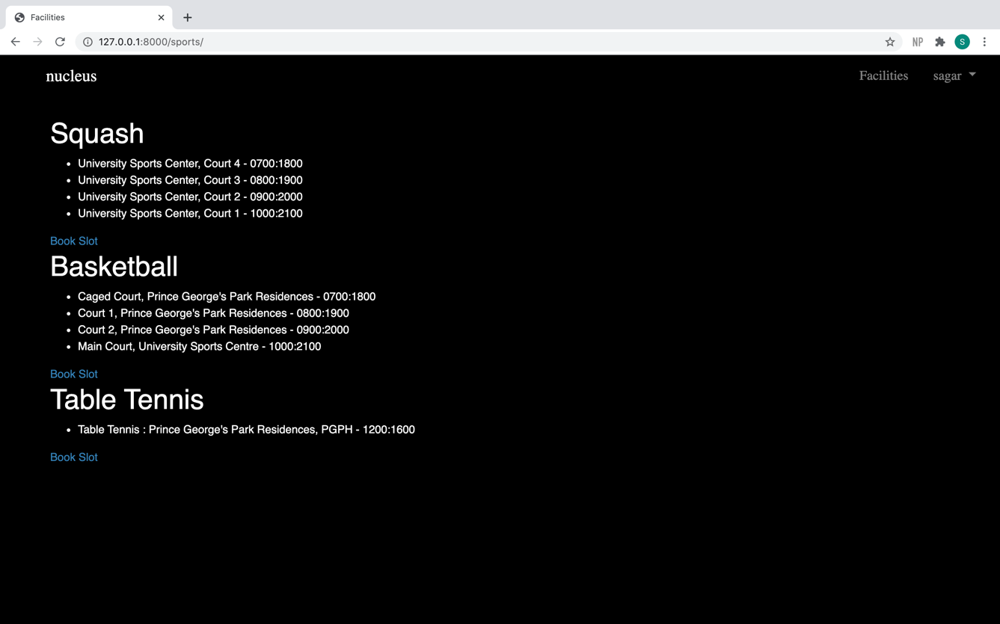 Facilities
127.0.0.1:8000/sports/
NP
S
nucleus
Facilities
sagar
Squash
University Sports Center, Court 4 - 0700:1800
University Sports Center, Court 3 - 0800:1900
University Sports Center, Court 2 - 0900:2000
University Sports Center, Court 1 - 1000:2100
Book Slot
Basketball
Caged Court, Prince George's Park Residences - 0700:1800
Court 1, Prince George's Park Residences - 0800:1900
Court 2, Prince George's Park Residences - 0900:2000
Main Court, University Sports Centre - 1000:2100
Book Slot
Table Tennis
Table Tennis : Prince George's Park Residences, PGPH - 1200:1600
Book Slot